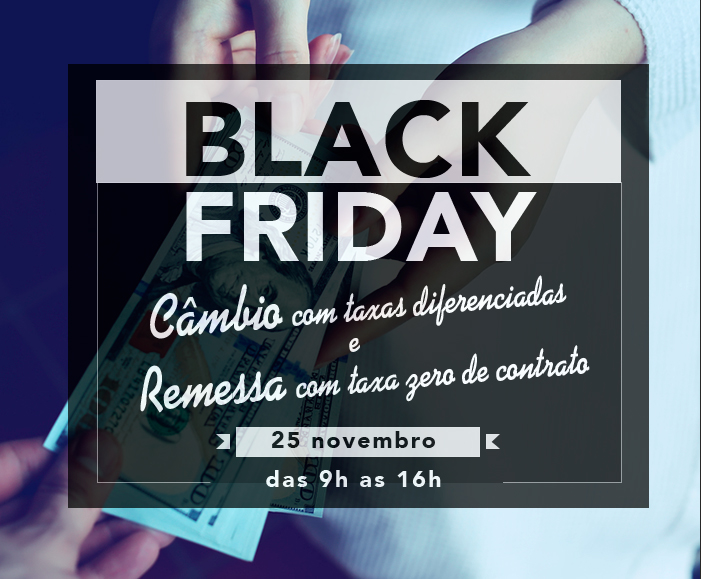 BLACK
FRIDAY
Câmbio com taxas diferenciadas
e
Remessa com taxa zero de contrato
25 novembro
das 9h as 16h